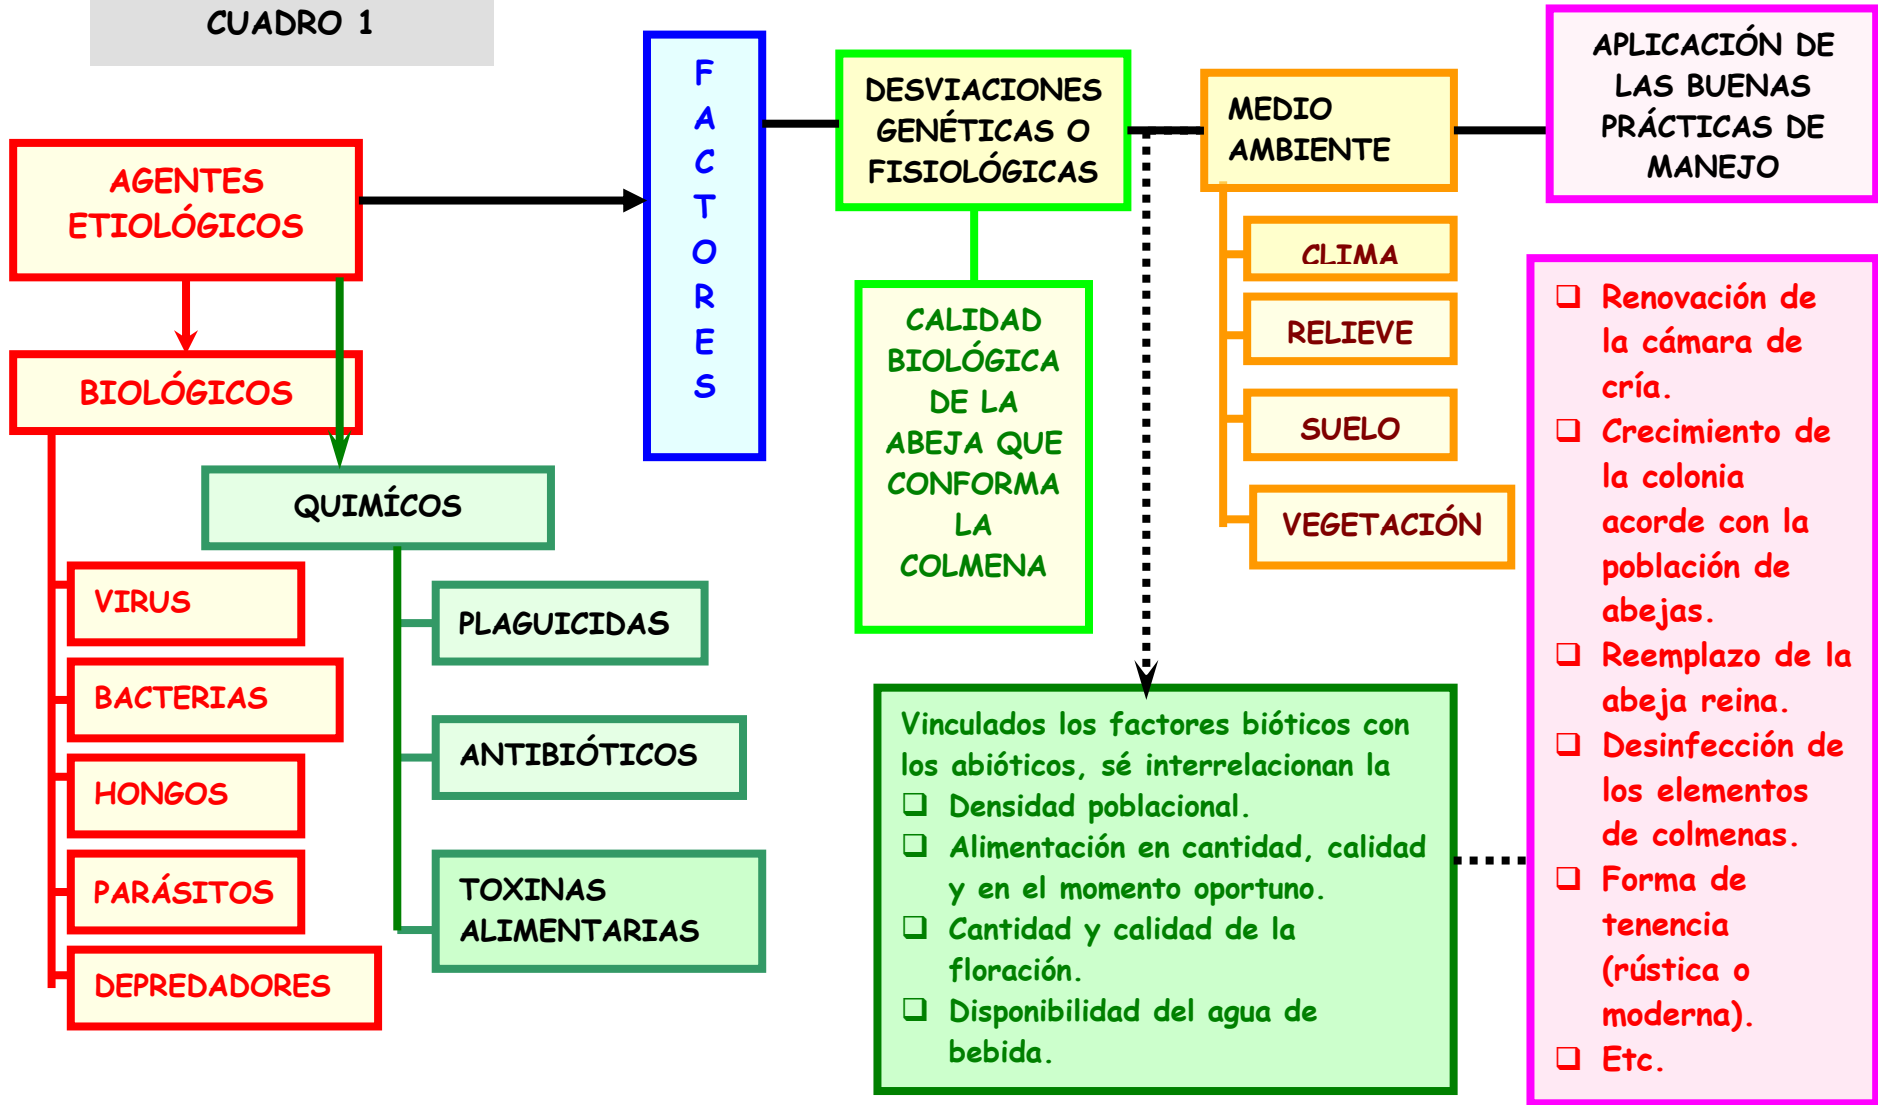 CUADRO 1
AGENTES
ETIOLÓGICOS
BIOLÓGICOS
QUIMÍCOS
VIRUS
BACTERIAS
HONGOS
PARÁSITOS
DEPREDADORES
PLAGUICIDAS
ANTIBIÓTICOS
TOXINAS
ALIMENTARIAS
F
A
C
T
O
R
E
S
DESVIACIONES
GENÉTICAS O
FISIOLÓGICAS
CALIDAD
BIOLÓGICA
DE LA
ABEJA QUE
CONFORMA
LA
COLMENA
MEDIO
AMBIENTE
CLIMA
RELIEVE
SUELO
VEGETACIÓN
Vinculados los factores bióticos con
los abióticos, sé interrelacionan la
❑ Densidad poblacional.
❑ Alimentación en cantidad, calidad
y en el momento oportuno.
❑ Cantidad y calidad de la
floración.
❑ Disponibilidad del agua de
bebida.
APLICACIÓN DE
LAS BUENAS
PRÁCTICAS DE
MANEJO
❑ Renovación de
la cámara de
cría.
❑ Crecimiento de
la colonia
acorde con la
población de
abejas.
❑ Reemplazo de la
abeja reina.
❑ Desinfección de
los elementos
de colmenas.
❑ Forma de
tenencia
(rústica o
moderna).
❑ Etc.